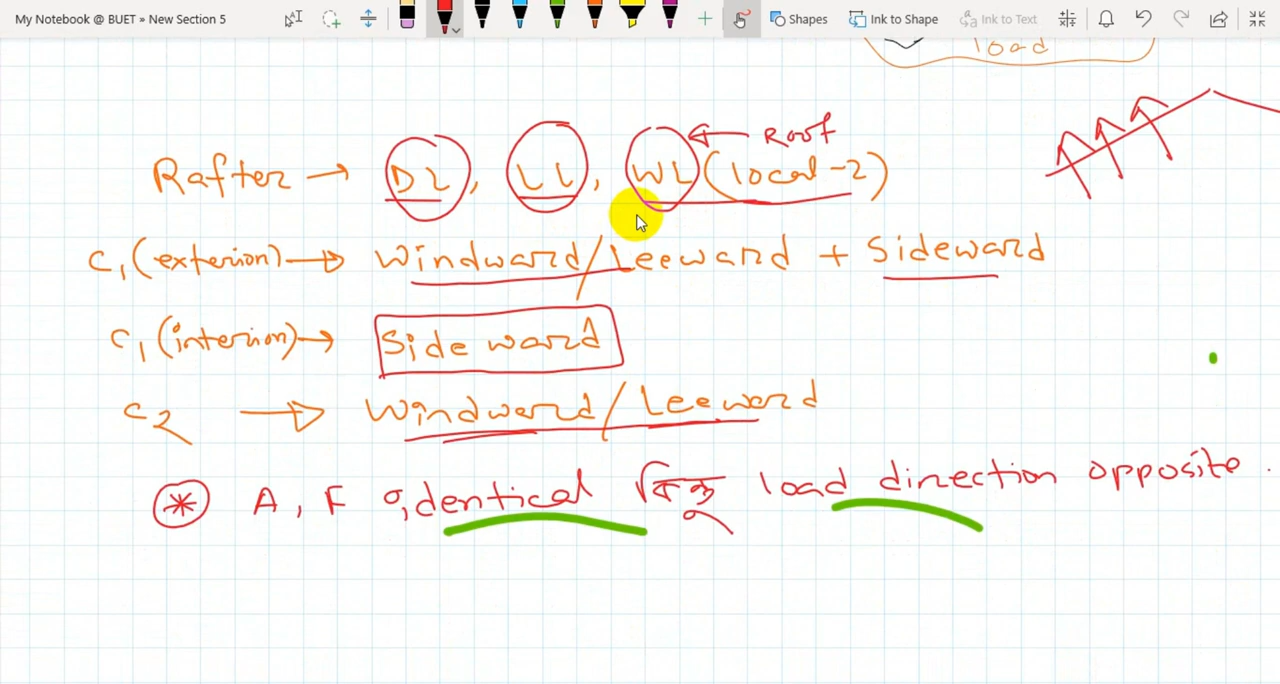 My Notebook @ BUET » New Section 5
Shapes
Ink to Shape
Ink to Text
load
Roof
Rafter → DL, LL, WL (local-2)
C1 (exterior) → Windward/Leeward + Sideward
C1 (interior) → Sideward
C2 → Windward/Leeward
* A, F identical কিন্তু load direction opposite.